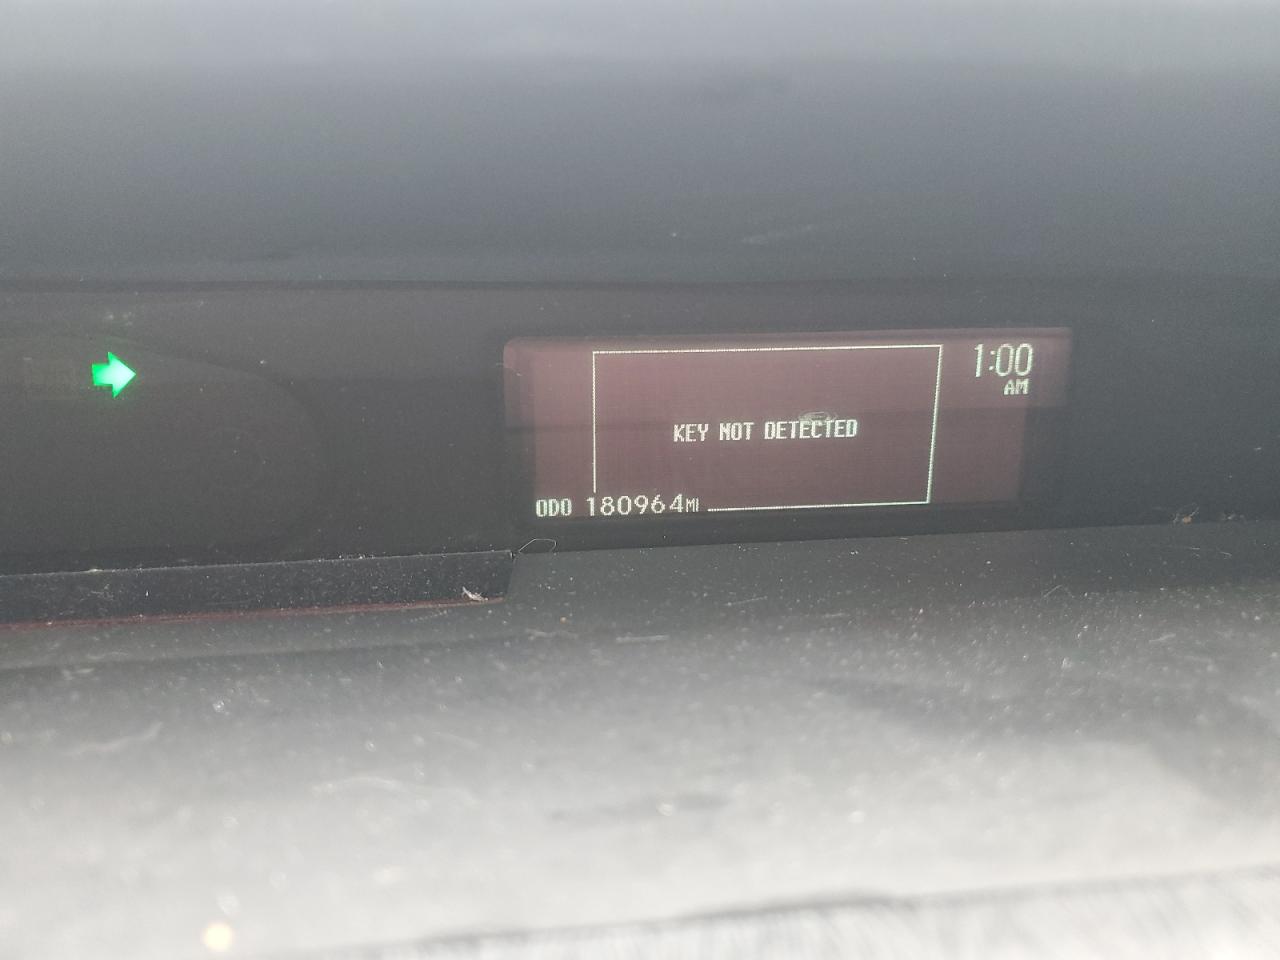 1:00
AM
KEY NOT DETECTED
ODO 180964MI